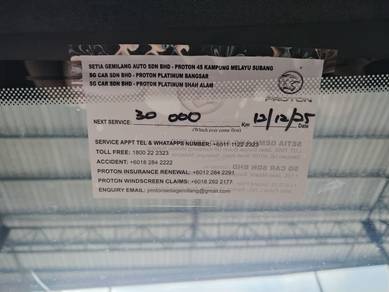 SETIA GEMILANG AUTO SDN BHD - PROTON 4S KAMPUNG MELAYU SUBANG
SG CAR SDN BHD - PROTON PLATINUM BANGSAR
SG CAR SDN BHD - PROTON PLATINUM SHAH ALAM
PROTON
NEXT SERVICE: 30 000 Km 12/12/25 Date
(Which ever come first)
SERVICE APPT TEL & WHATAPPS NUMBER: +6011 1122 2323
TOLL FREE: 1800 22 2323
ACCIDENT: +6018 284 2222
PROTON INSURANCE RENEWAL: +6012 284 2291
PROTON WINDSCREEN CLAIMS: +6018 262 2177
ENQUIRY EMAIL: protonsetiagemilang@gmail.com